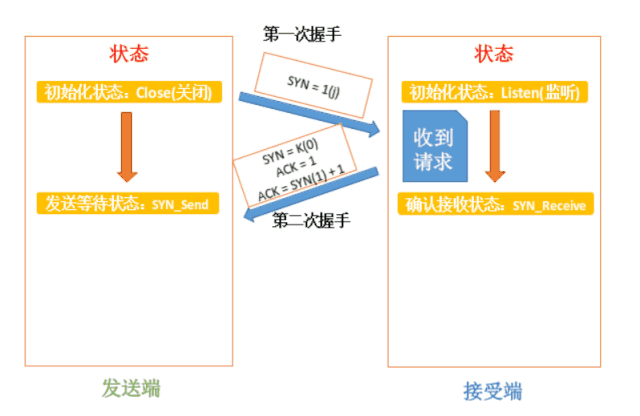 第一次握手
状态
初始化状态：Close(关闭)
发送等待状态：SYN_Send
SYN = 1(j)
SYN = K(0)
ACK = 1
ACK = SYN(1) + 1
第二次握手
状态
初始化状态：Listen(监听)
收到
请求
确认接收状态：SYN_Receive
发送端
接受端